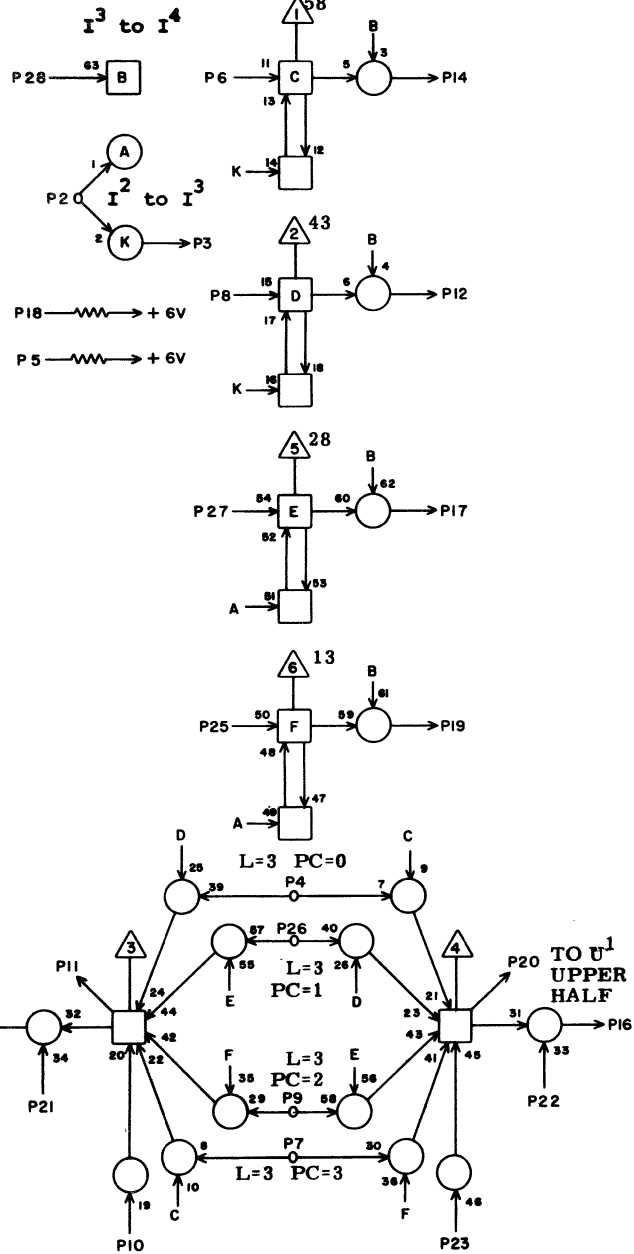 I³ to I⁴
1 58
P28 63 B
P6 11 C 5 B 3 P14
13 12
K 14
A
1
P2 I² to I³
2 K P3
2 43
P8 15 D 6 B 4 P12
17 18
K 16
P18 + 6V
P5 + 6V
5 28
P27 54 E 60 B 62 P17
52 53
A 51
6 13
P25 50 F 59 B 61 P19
48 47
A 49
L=3 PC=0
D 25 39 P4 7 C 9
3 57 P26 40 4
55 E L=3 26 D
PC=1
P11 24 44 21 23 P20
TO U¹
UPPER
HALF
32 34 P21
20 22 42
43 41 45
31 33 P22 P16
F 35 29 L=3
PC=2
P9 58 E 56
8 P7 30
L=3 PC=3
19 P10
10 C
36 F
46 P23